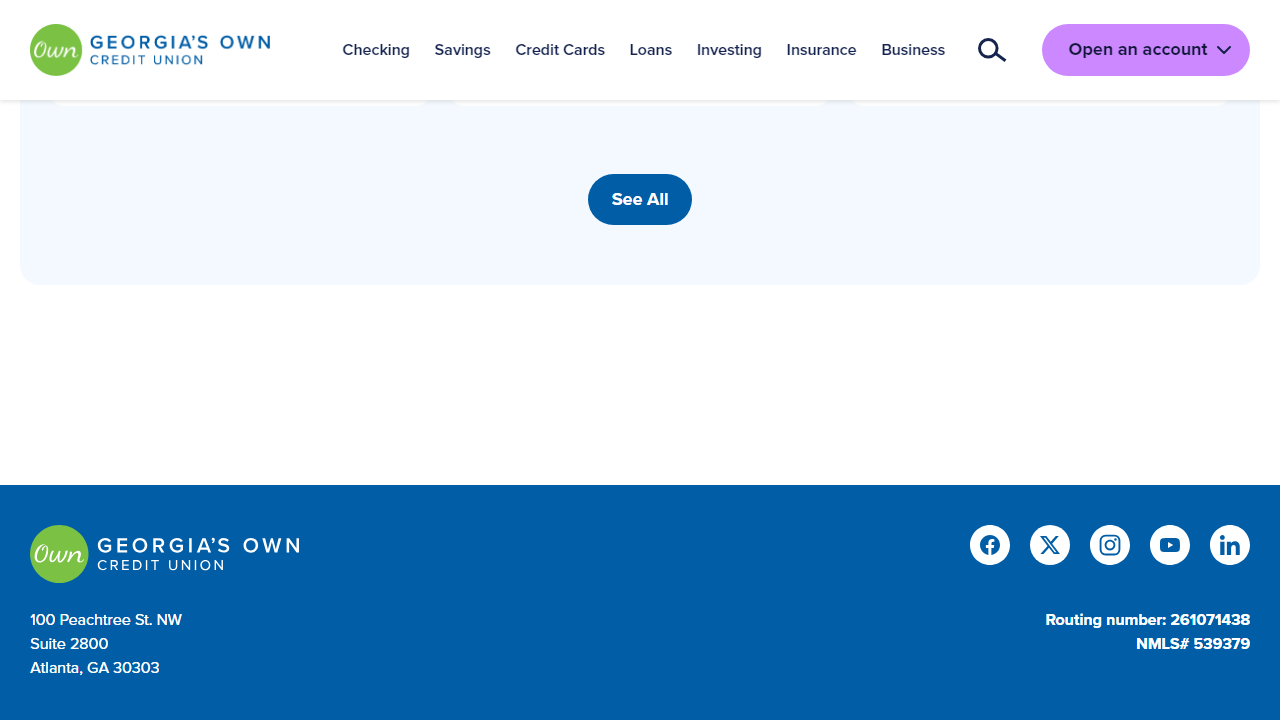 Own
GEORGIA'S OWN
CREDIT UNION
Checking
Savings
Credit Cards
Loans
Investing
Insurance
Business
Open an account
See All
Own
GEORGIA'S OWN
CREDIT UNION
100 Peachtree St. NW
Suite 2800
Atlanta, GA 30303
Routing number: 261071438
NMLS# 539379